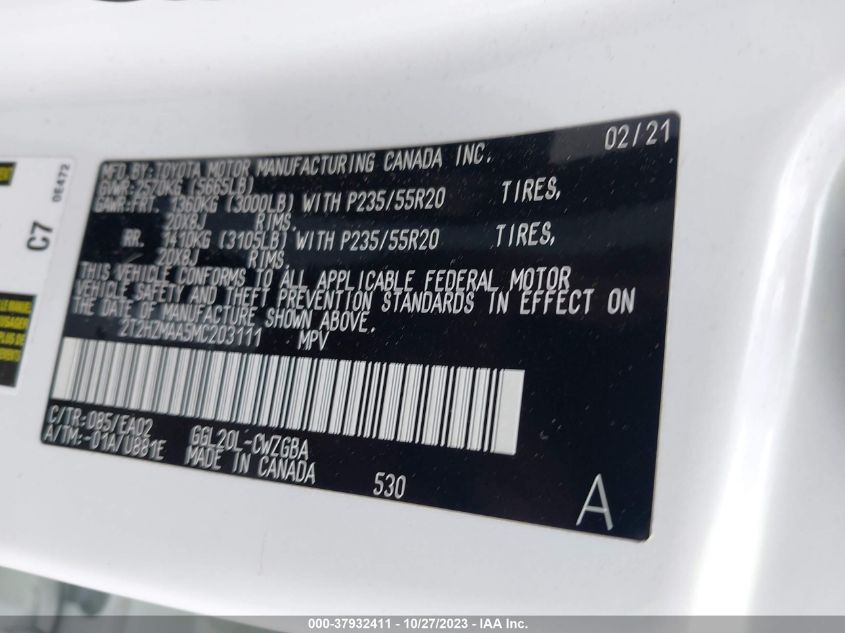 02/21
MFD.BY:TOYOTA MOTOR MANUFACTURING CANADA INC.
GVWR:2570KG (5665LB)
GAWR:FRT. 1360KG (3000LB) WITH P235/55R20 TIRES,
20X8J RIMS.
RR. 1410KG (3105LB) WITH P235/55R20 TIRES,
20X8J RIMS.
THIS VEHICLE CONFORMS TO ALL APPLICABLE FEDERAL MOTOR
VEHICLE SAFETY AND THEFT PREVENTION STANDARDS IN EFFECT ON
THE DATE OF MANUFACTURE SHOWN ABOVE.
2T2HZMAA5MC203111 MPV
C/TR:085/EA02 GGL20L-CWZGBA
A/TM:-01A/U881E MADE IN CANADA
530
A
C7
0E472
000-37932411 - 10/27/2023 - IAA Inc.